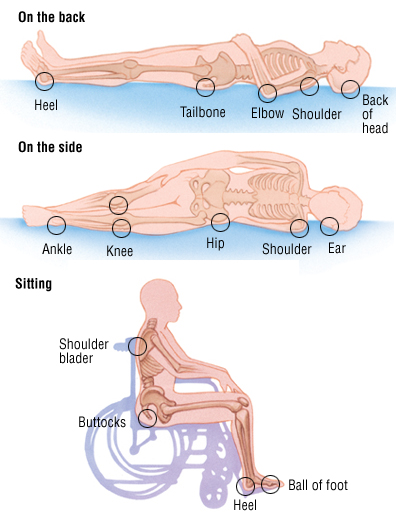 On the back
Heel
Tailbone
Elbow
Shoulder
Back
of
head
On the side
Ankle
Knee
Hip
Shoulder
Ear
Sitting
Shoulder
blader
Buttocks
Ball of foot
Heel